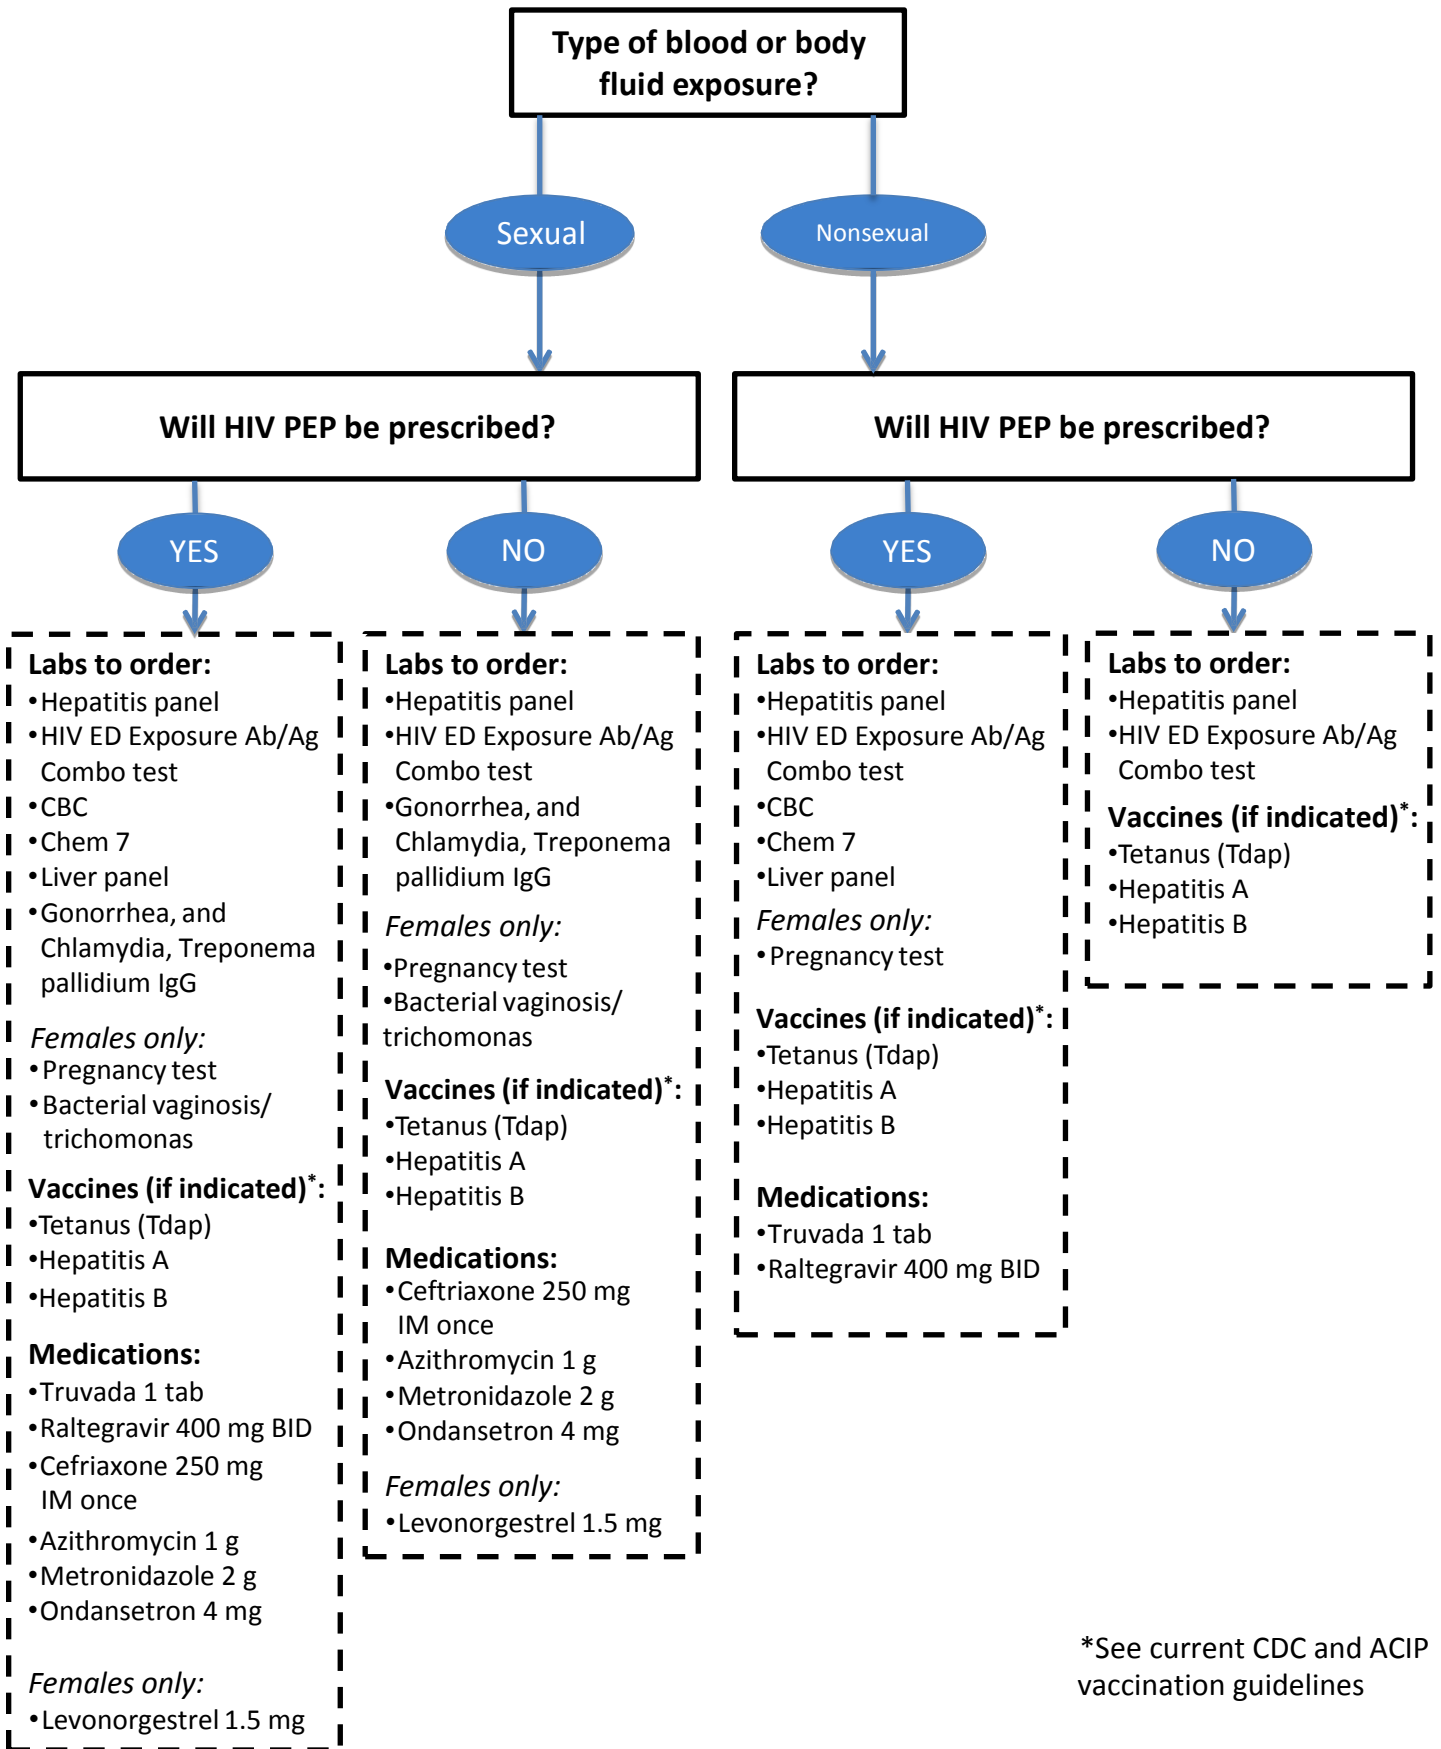 Type of blood or body
fluid exposure?
Sexual
Nonsexual
Will HIV PEP be prescribed?
Will HIV PEP be prescribed?
YES
NO
YES
NO
Labs to order:
•Hepatitis panel
•HIV ED Exposure Ab/Ag
Combo test
•CBC
•Chem 7
•Liver panel
•Gonorrhea, and
Chlamydia, Treponema
pallidium IgG
Females only:
•Pregnancy test
•Bacterial vaginosis/
trichomonas
Vaccines (if indicated)*:
•Tetanus (Tdap)
•Hepatitis A
•Hepatitis B
Medications:
•Truvada 1 tab
•Raltegravir 400 mg BID
•Cefriaxone 250 mg
IM once
•Azithromycin 1 g
•Metronidazole 2 g
•Ondansetron 4 mg
Females only:
•Levonorgestrel 1.5 mg
Labs to order:
•Hepatitis panel
•HIV ED Exposure Ab/Ag
Combo test
•Gonorrhea, and
Chlamydia, Treponema
pallidium IgG
Females only:
•Pregnancy test
•Bacterial vaginosis/
trichomonas
Vaccines (if indicated)*:
•Tetanus (Tdap)
•Hepatitis A
•Hepatitis B
Medications:
•Ceftriaxone 250 mg
IM once
•Azithromycin 1 g
•Metronidazole 2 g
•Ondansetron 4 mg
Females only:
•Levonorgestrel 1.5 mg
Labs to order:
•Hepatitis panel
•HIV ED Exposure Ab/Ag
Combo test
•CBC
•Chem 7
•Liver panel
Females only:
•Pregnancy test
Vaccines (if indicated)*:
•Tetanus (Tdap)
•Hepatitis A
•Hepatitis B
Medications:
•Truvada 1 tab
•Raltegravir 400 mg BID
Labs to order:
•Hepatitis panel
•HIV ED Exposure Ab/Ag
Combo test
Vaccines (if indicated)*:
•Tetanus (Tdap)
•Hepatitis A
•Hepatitis B
*See current CDC and ACIP
vaccination guidelines